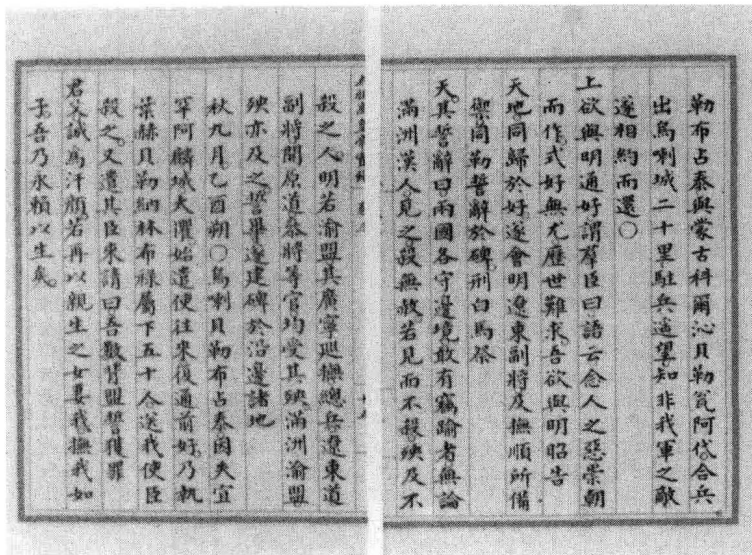 勒布占泰與蒙古科爾沁貝勒瓮阿岱合兵
出烏喇城二十里駐兵遙望知非我軍之敵
遂相約而還〇
上欲與明通好謂羣臣曰語云念人之惡崇朝
而作式好無尤歷世難求吾欲與明昭告
天地同歸於好遂會明遼東副將及撫順所備
禦同勒誓辭於碑刑白馬祭
天其誓辭曰兩國各守邊境敢有竊踰者無論
滿洲漢人見之殺無赦若見而不殺殃及不
殺之人明若渝盟其廣寧巡撫總兵遼東道
副將開原道叅將等官均受其殃滿洲渝盟
殃亦及之誓畢遂建碑於沿邊諸地
秋九月乙酉朔〇烏喇貝勒布占泰因失宜
罕阿麟城大懼始遣使往來復通前好乃執
葉赫貝勒納林布祿屬下五十人送我使臣
殺之又遣其臣來請曰吾數背盟誓獲罪
君父誠為汗顏若再以親生之女妻我撫我如
子吾乃永賴以生矣